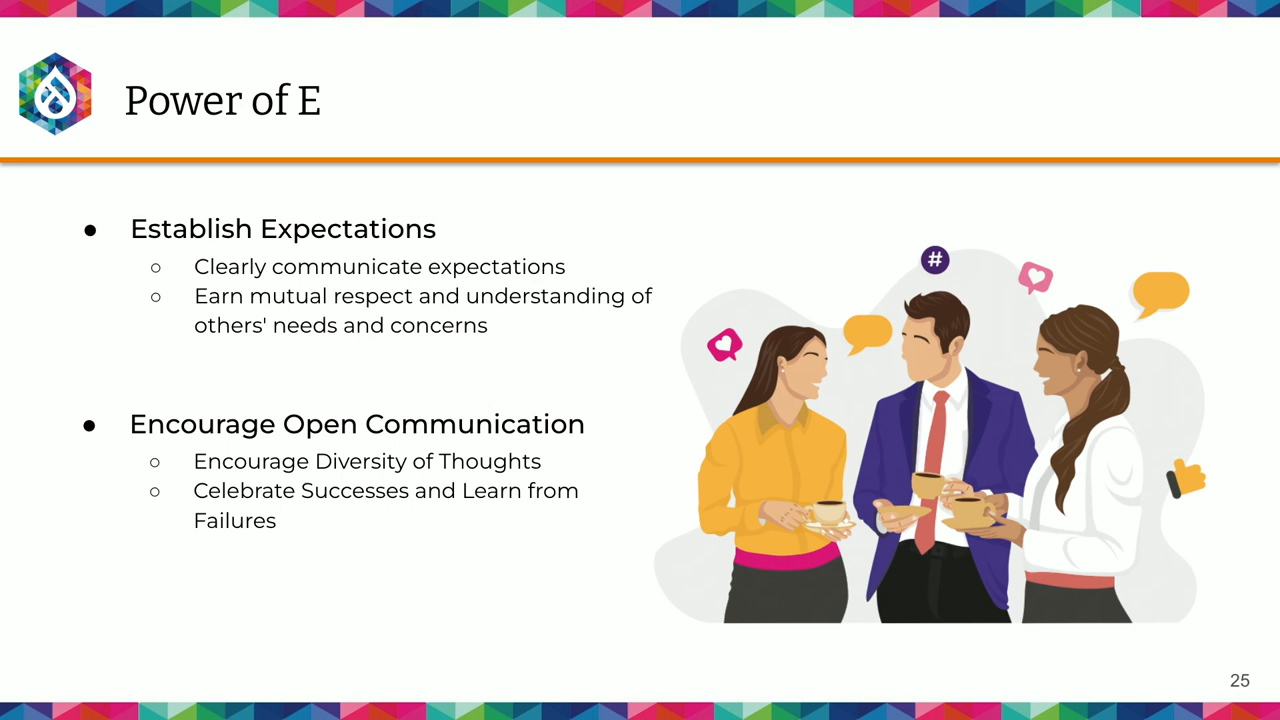 Power of E
● Establish Expectations
○ Clearly communicate expectations
○ Earn mutual respect and understanding of
others' needs and concerns
● Encourage Open Communication
○ Encourage Diversity of Thoughts
○ Celebrate Successes and Learn from
Failures
#
25